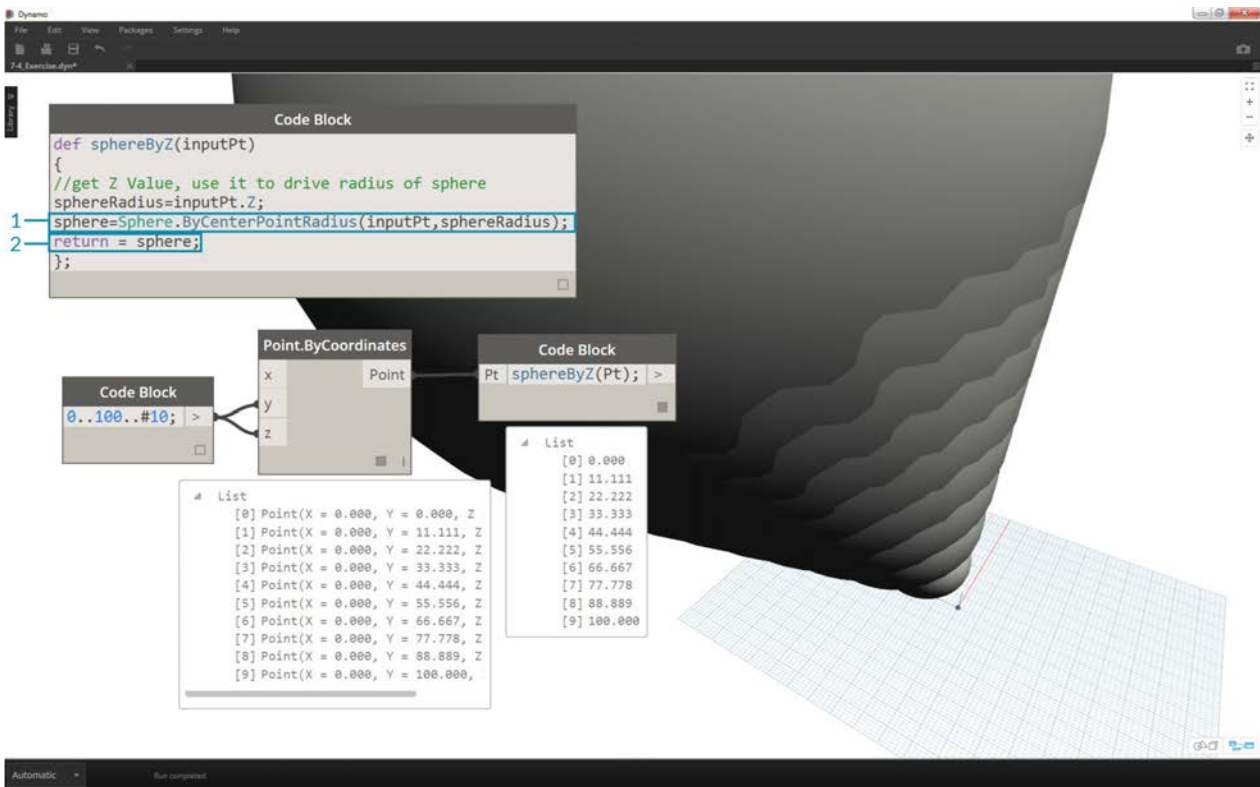 Dynamo
File Edit View Packages Settings Help
7-4_Exercise.dyn*
Library
Code Block
def sphereByZ(inputPt)
{
//get Z Value, use it to drive radius of sphere
sphereRadius=inputPt.Z;
1 sphere=Sphere.ByCenterPointRadius(inputPt,sphereRadius);
2 return = sphere;
};
Point.ByCoordinates
x Point
y
z
Code Block
Pt sphereByZ(Pt); >
Code Block
0..100..#10; >
List
[0] Point(X = 0.000, Y = 0.000, Z
[1] Point(X = 0.000, Y = 11.111, Z
[2] Point(X = 0.000, Y = 22.222, Z
[3] Point(X = 0.000, Y = 33.333, Z
[4] Point(X = 0.000, Y = 44.444, Z
[5] Point(X = 0.000, Y = 55.556, Z
[6] Point(X = 0.000, Y = 66.667, Z
[7] Point(X = 0.000, Y = 77.778, Z
[8] Point(X = 0.000, Y = 88.889, Z
[9] Point(X = 0.000, Y = 100.000,
List
[0] 0.000
[1] 11.111
[2] 22.222
[3] 33.333
[4] 44.444
[5] 55.556
[6] 66.667
[7] 77.778
[8] 88.889
[9] 100.000
Automatic Run completed.